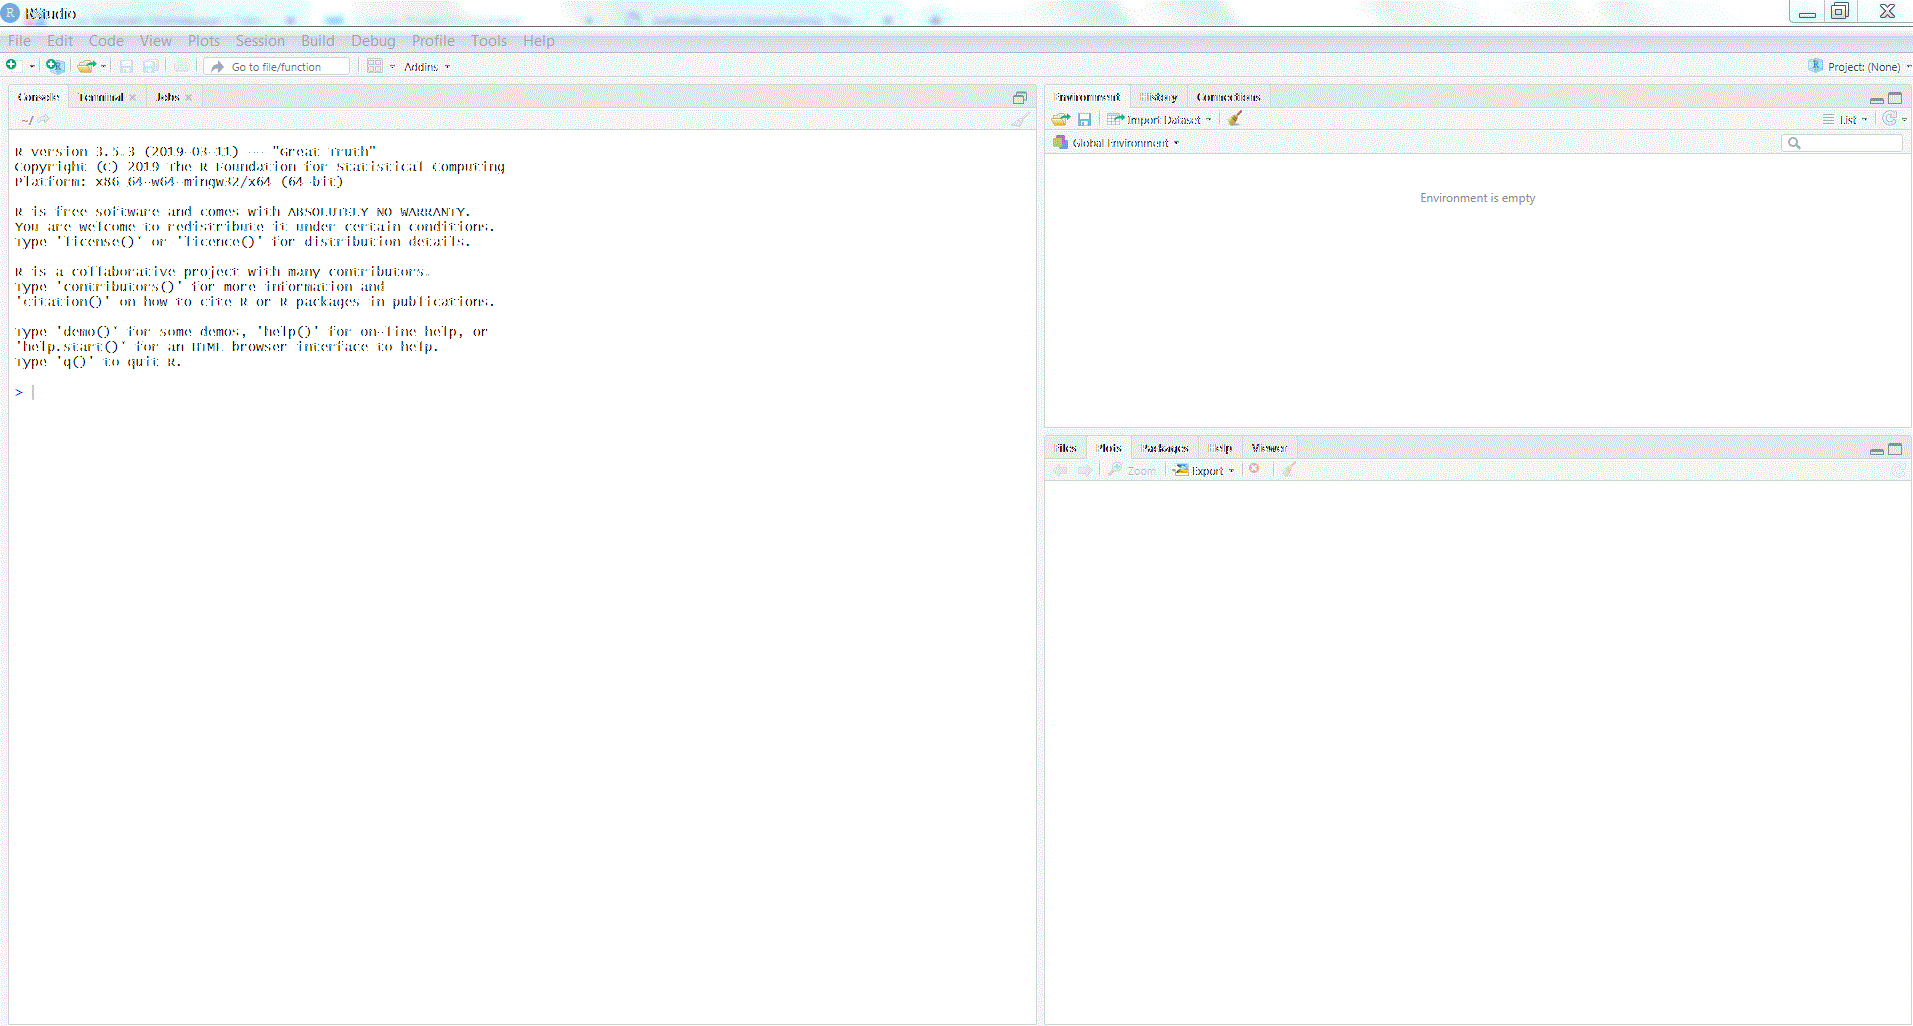 RStudio
File Edit Code View Plots Session Build Debug Profile Tools Help
Go to file/function Addins Project: (None)
Console Terminal Jobs
~/
R version 3.5.3 (2019-03-11) -- "Great Truth"
Copyright (C) 2019 The R Foundation for Statistical Computing
Platform: x86_64-w64-mingw32/x64 (64-bit)
R is free software and comes with ABSOLUTELY NO WARRANTY.
You are welcome to redistribute it under certain conditions.
Type 'license()' or 'licence()' for distribution details.
R is a collaborative project with many contributors.
Type 'contributors()' for more information and
'citation()' on how to cite R or R packages in publications.
Type 'demo()' for some demos, 'help()' for on-line help, or
'help.start()' for an HTML browser interface to help.
Type 'q()' to quit R.
>
Environment History Connections
Import Dataset List
Global Environment
Environment is empty
Files Plots Packages Help Viewer
Zoom Export